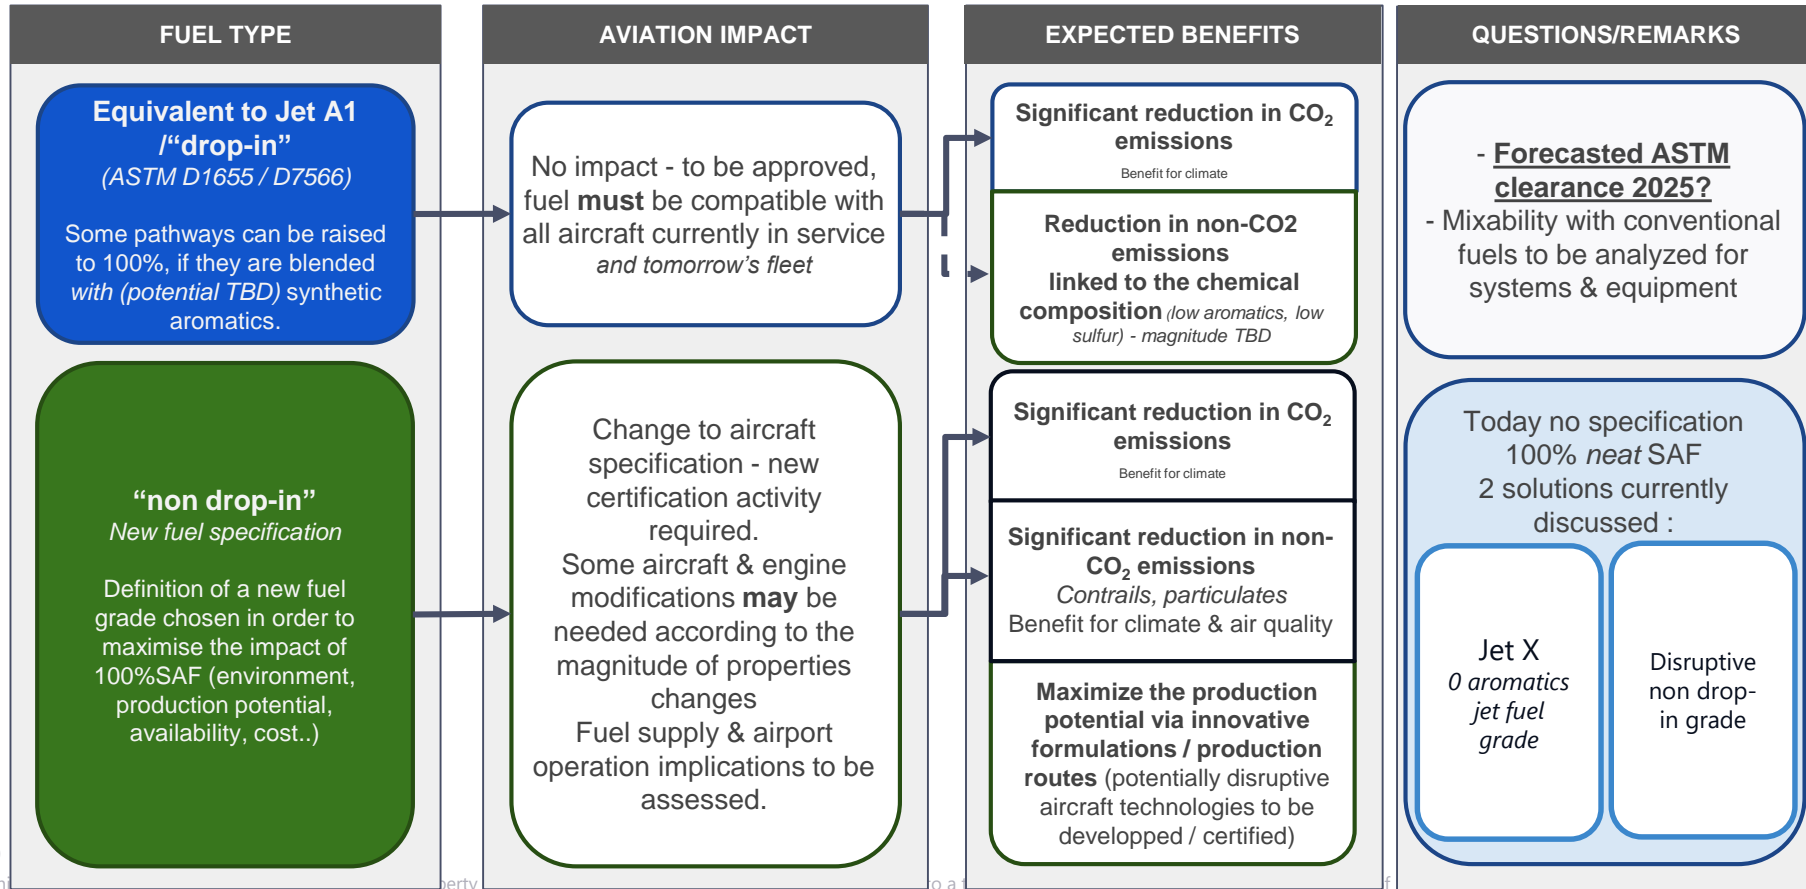 FUEL TYPE
Equivalent to Jet A1
/“drop-in”
(ASTM D1655 / D7566)
Some pathways can be raised
to 100%, if they are blended
with (potential TBD) synthetic
aromatics.
“non drop-in”
New fuel specification
Definition of a new fuel
grade chosen in order to
maximise the impact of
100%SAF (environment,
production potential,
availability, cost..)
AVIATION IMPACT
No impact - to be approved,
fuel must be compatible with
all aircraft currently in service
and tomorrow’s fleet
Change to aircraft
specification - new
certification activity
required.
Some aircraft & engine
modifications may be
needed according to the
magnitude of properties
changes
Fuel supply & airport
operation implications to be
assessed.
EXPECTED BENEFITS
Significant reduction in CO₂
emissions
Benefit for climate
Reduction in non-CO2
emissions
linked to the chemical
composition (low aromatics, low
sulfur) - magnitude TBD
Significant reduction in CO₂
emissions
Benefit for climate
Significant reduction in non-
CO₂ emissions
Contrails, particulates
Benefit for climate & air quality
Maximize the production
potential via innovative
formulations / production
routes (potentially disruptive
aircraft technologies to be
developped / certified)
QUESTIONS/REMARKS
- Forecasted ASTM
clearance 2025?
- Mixability with conventional
fuels to be analyzed for
systems & equipment
Today no specification
100% neat SAF
2 solutions currently
discussed :
Jet X
0 aromatics
jet fuel
grade
Disruptive
non drop-
in grade